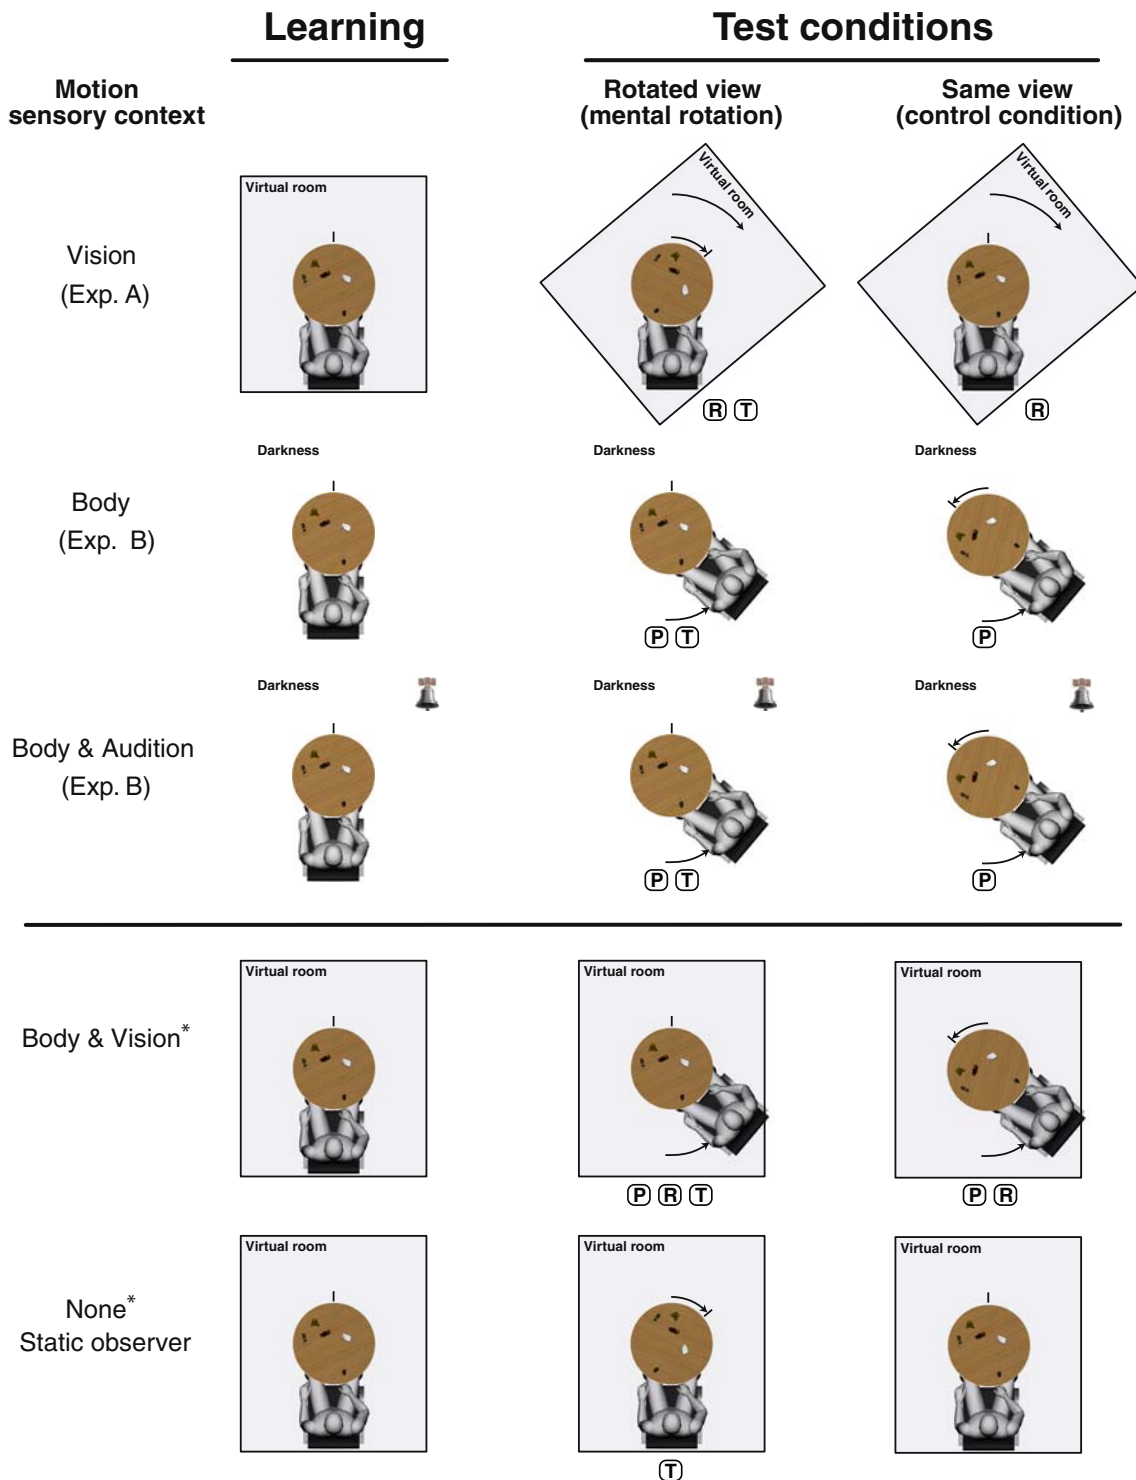 Learning
Test conditions
Motion
sensory context
Rotated view
(mental rotation)
Same view
(control condition)
Vision
(Exp. A)
Virtual room
Virtual room
Virtual room
R T
R
Body
(Exp. B)
Darkness
Darkness
Darkness
P T
P
Body & Audition
(Exp. B)
Darkness
Darkness
Darkness
P T
P
Body & Vision*
Virtual room
Virtual room
Virtual room
P R T
P R
None*
Static observer
Virtual room
Virtual room
Virtual room
T